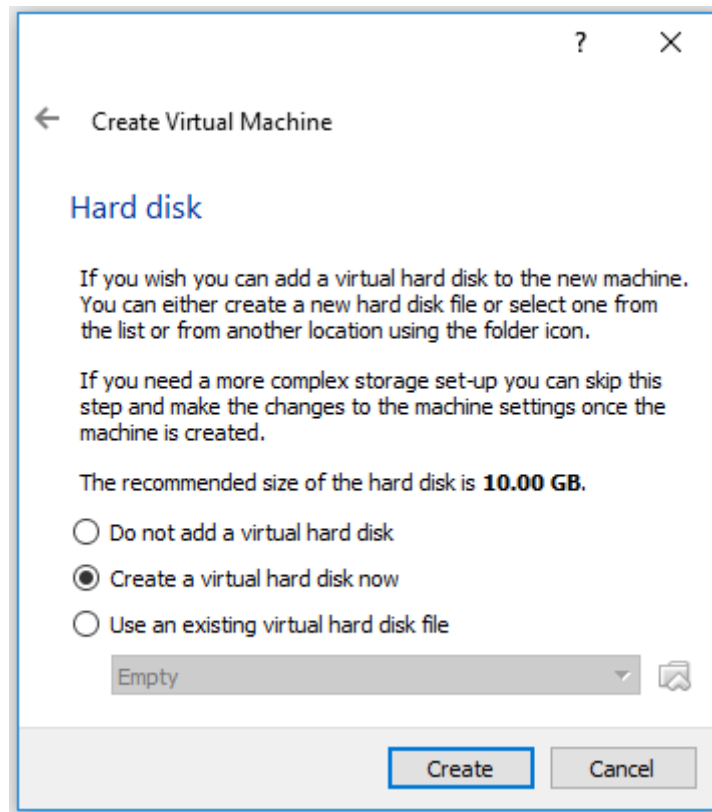 ?
Create Virtual Machine
Hard disk
If you wish you can add a virtual hard disk to the new machine.
You can either create a new hard disk file or select one from
the list or from another location using the folder icon.
If you need a more complex storage set-up you can skip this
step and make the changes to the machine settings once the
machine is created.
The recommended size of the hard disk is 10.00 GB.
Do not add a virtual hard disk
Create a virtual hard disk now
Use an existing virtual hard disk file
Empty
Create Cancel